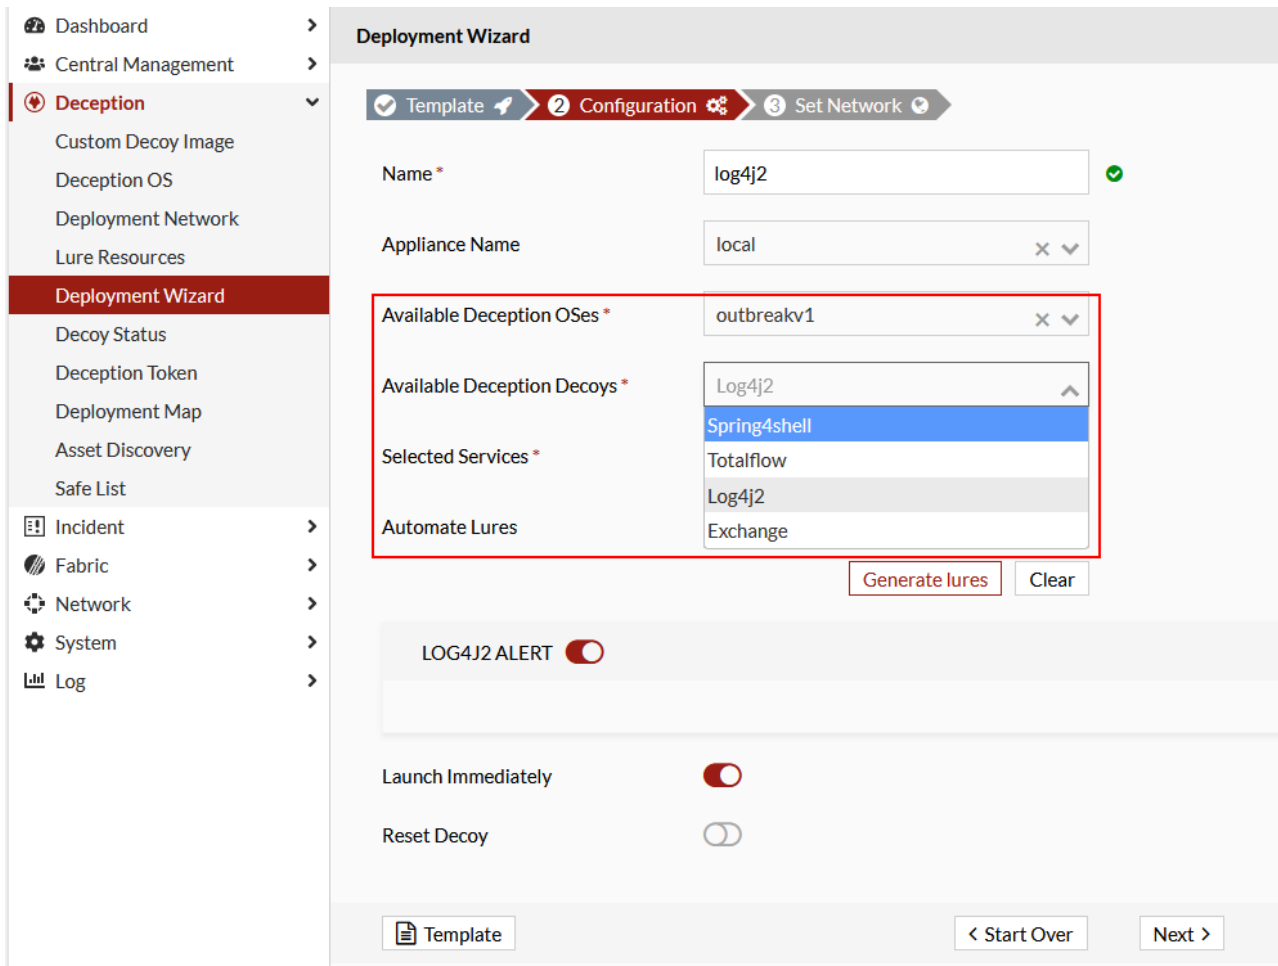 Dashboard
Central Management
Deception
Custom Decoy Image
Deception OS
Deployment Network
Lure Resources
Deployment Wizard
Decoy Status
Deception Token
Deployment Map
Asset Discovery
Safe List
Incident
Fabric
Network
System
Log
Deployment Wizard
Template 2 Configuration 3 Set Network
Name * log4j2
Appliance Name local
Available Deception OSes * outbreakv1
Available Deception Decoys * Log4j2
Spring4shell
Selected Services *
Totalflow
Log4j2
Automate Lures
Exchange
Generate lures Clear
LOG4J2 ALERT
Launch Immediately
Reset Decoy
Template < Start Over Next >